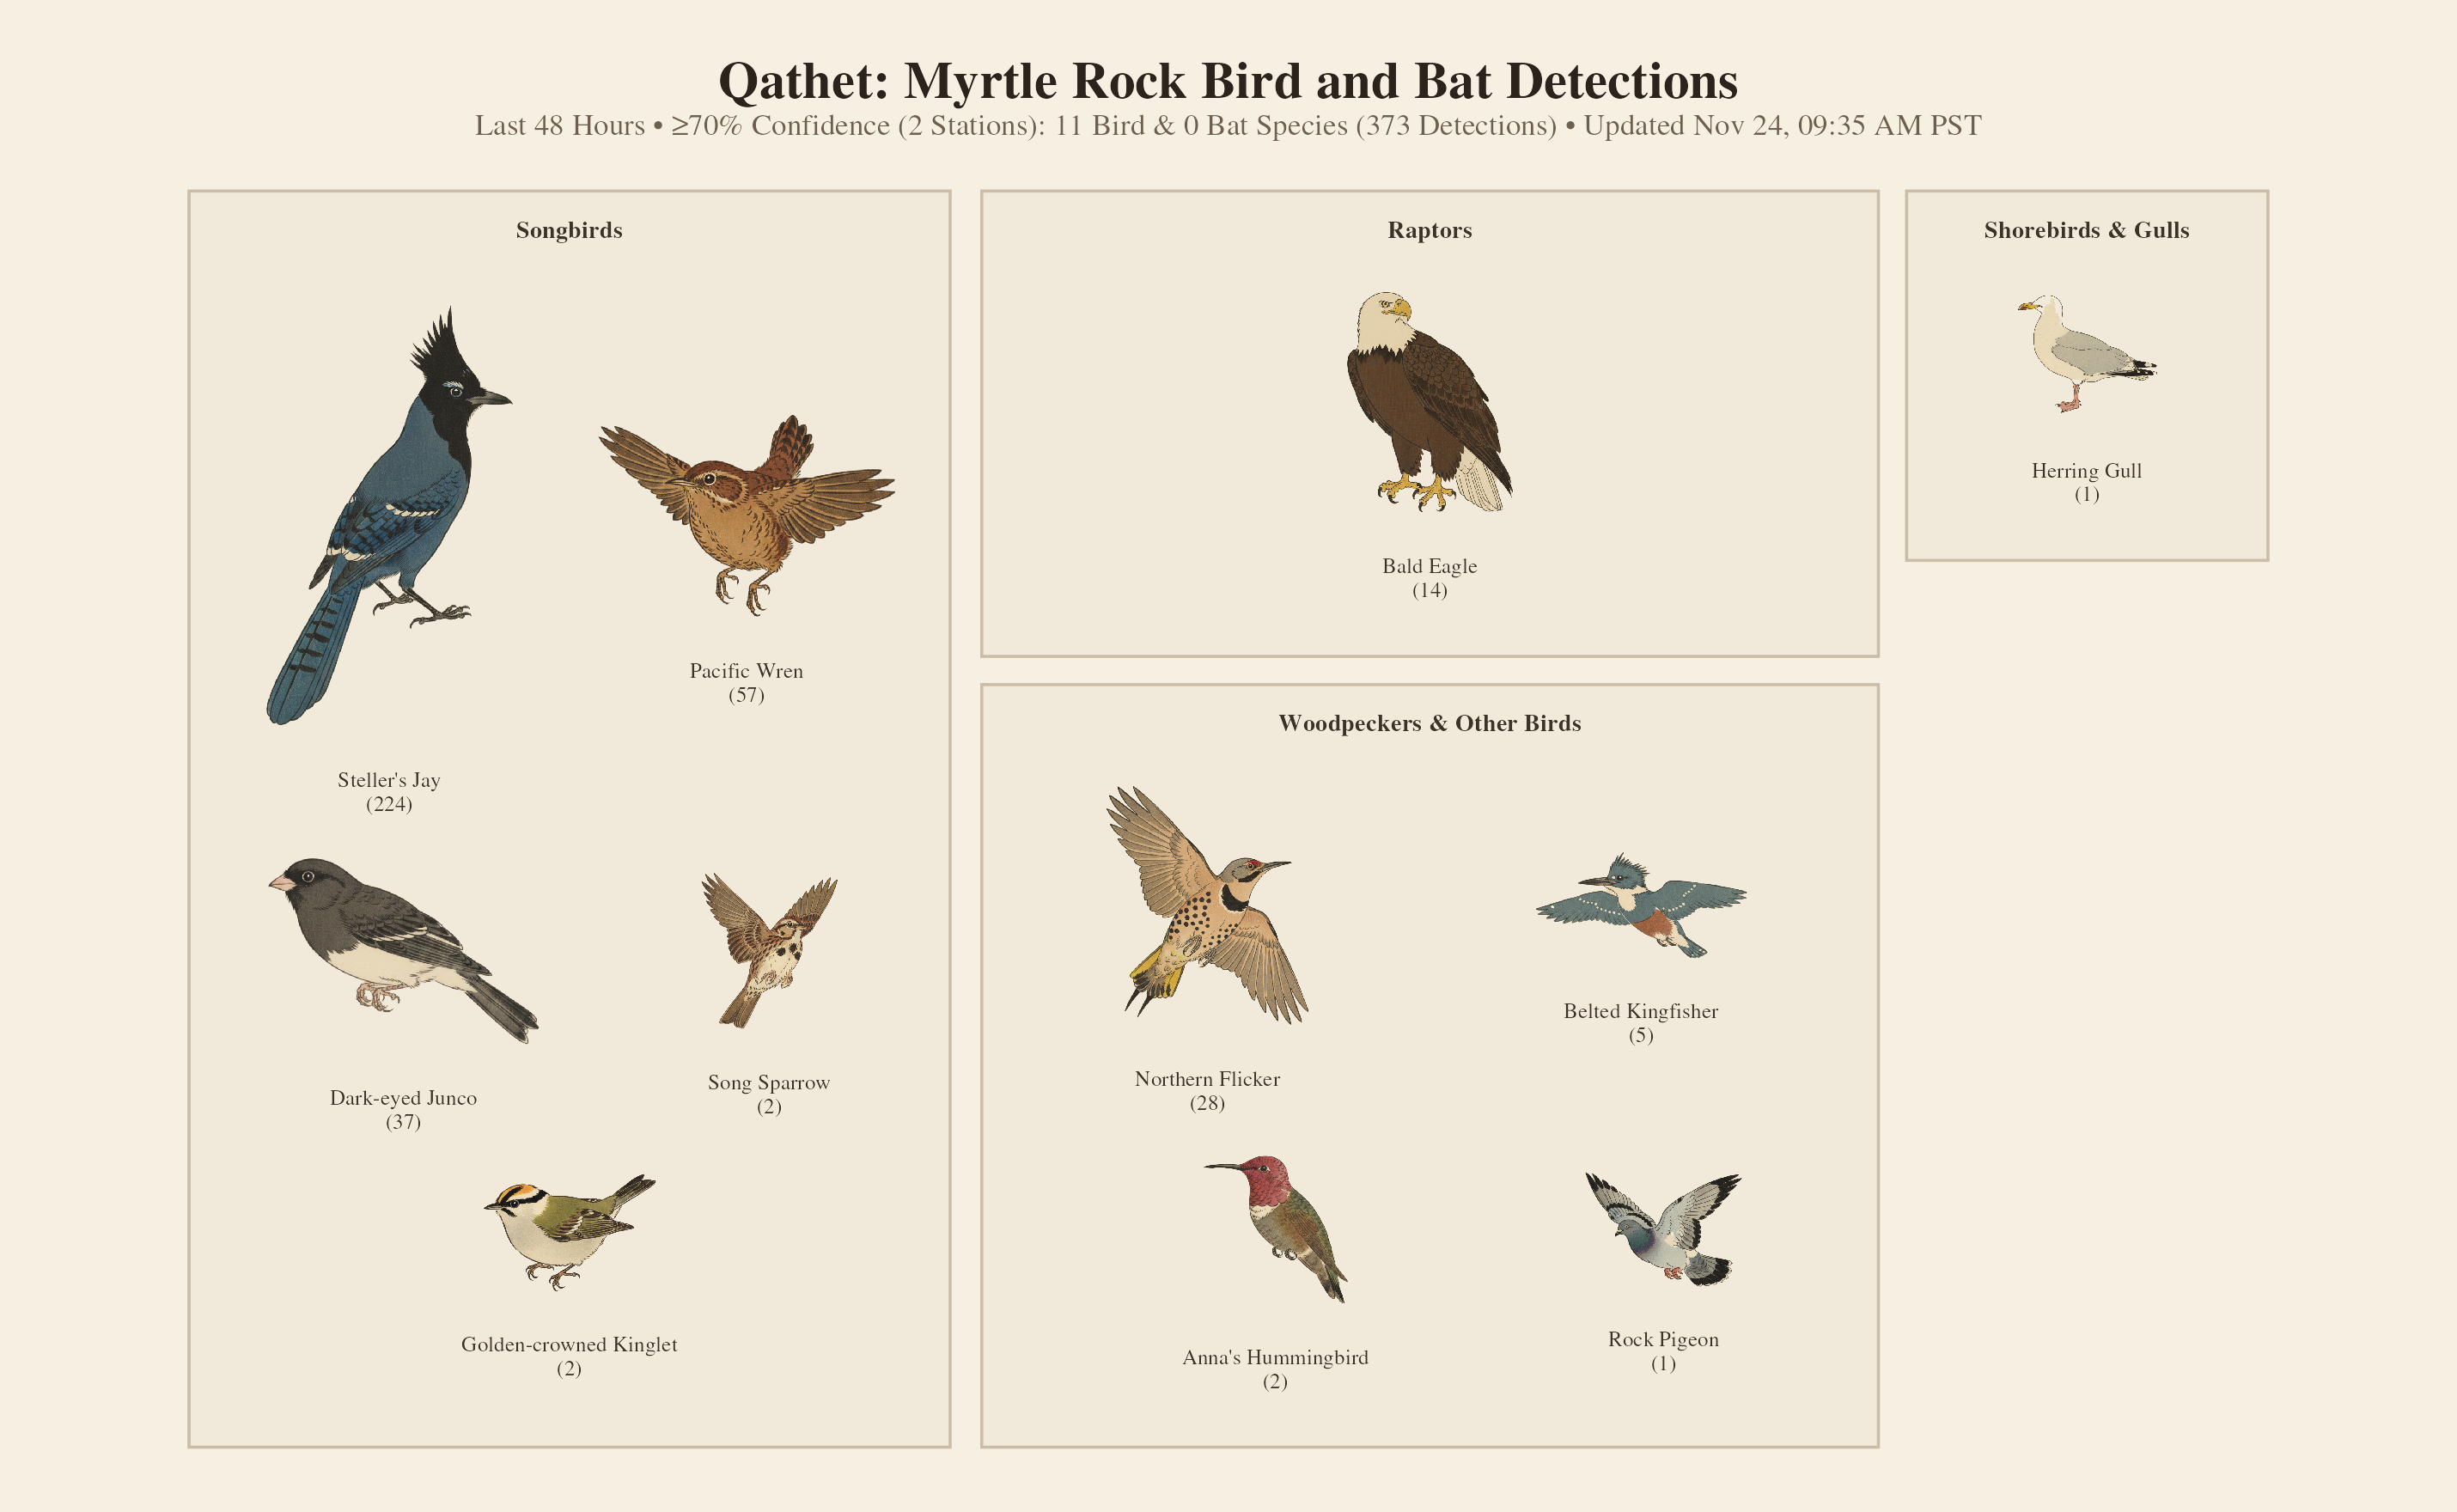 Qathet: Myrtle Rock Bird and Bat Detections
Last 48 Hours • ≥70% Confidence (2 Stations): 11 Bird & 0 Bat Species (373 Detections) • Updated Nov 24, 09:35 AM PST
Songbirds
Steller's Jay
(224)
Pacific Wren
(57)
Dark-eyed Junco
(37)
Song Sparrow
(2)
Golden-crowned Kinglet
(2)
Raptors
Bald Eagle
(14)
Woodpeckers & Other Birds
Northern Flicker
(28)
Belted Kingfisher
(5)
Anna's Hummingbird
(2)
Rock Pigeon
(1)
Shorebirds & Gulls
Herring Gull
(1)